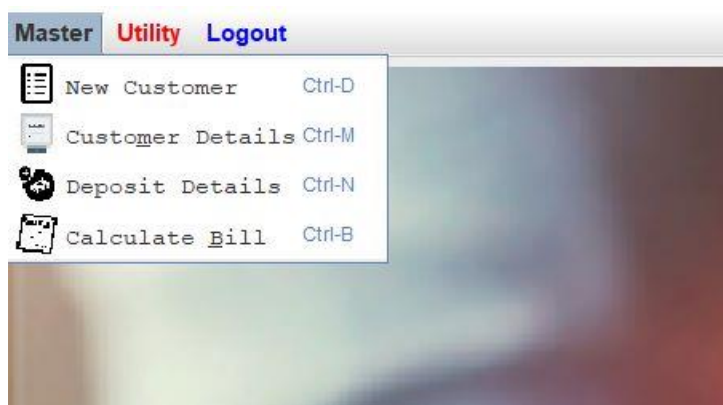 Master Utility Logout
New Customer Ctrl-D
Customer Details Ctrl-M
Deposit Details Ctrl-N
Calculate Bill Ctrl-B